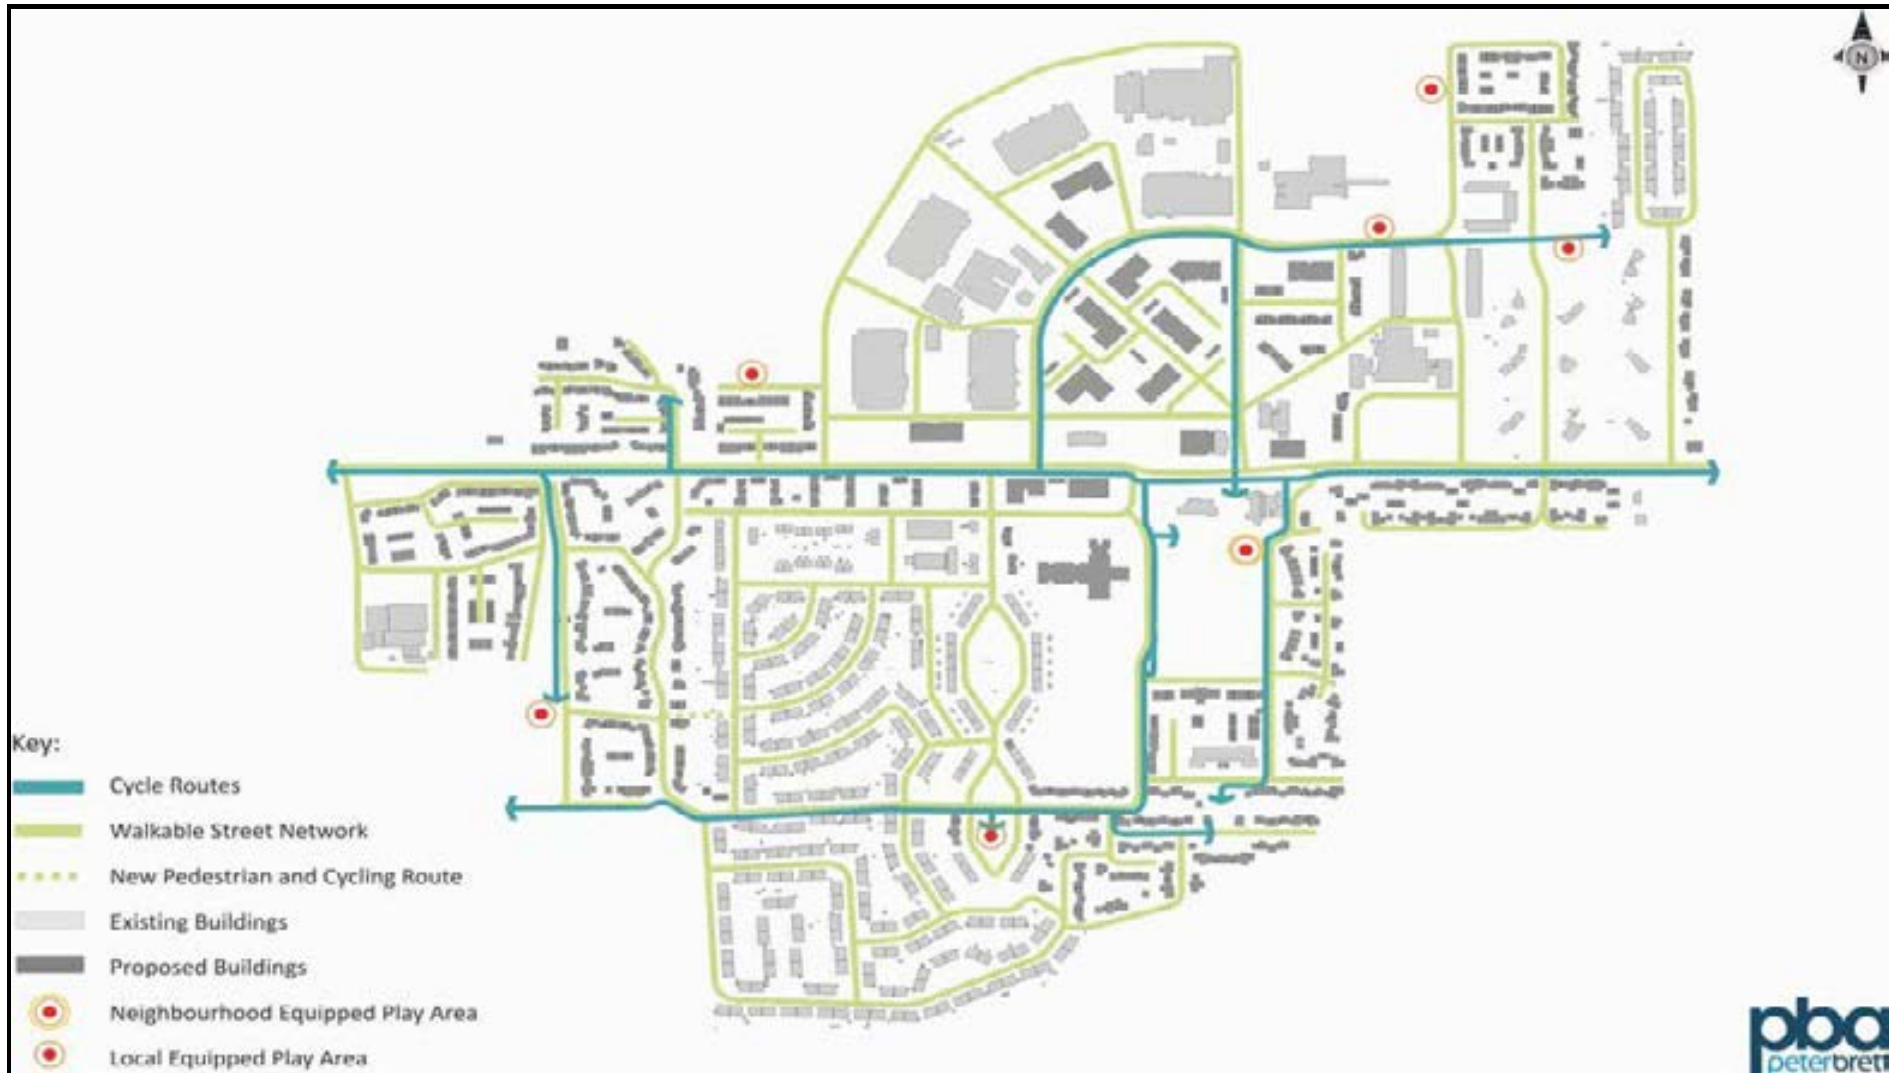 N
Key:
Cycle Routes
Walkable Street Network
New Pedestrian and Cycling Route
Existing Buildings
Proposed Buildings
Neighbourhood Equipped Play Area
Local Equipped Play Area
pba
peterbrett